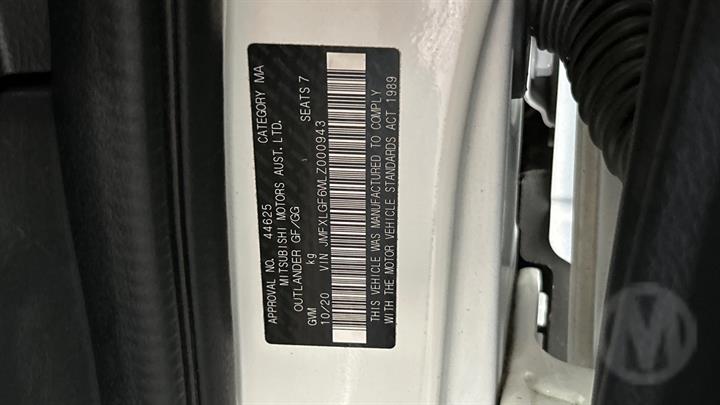 APPROVAL NO. 44625 CATEGORY MA
MITSUBISHI MOTORS AUST. LTD.
OUTLANDER GF/GG SEATS 7
GVM kg
10/20 VIN JMFXLGF6WLZ000943
THIS VEHICLE WAS MANUFACTURED TO COMPLY
WITH THE MOTOR VEHICLE STANDARDS ACT 1989
M